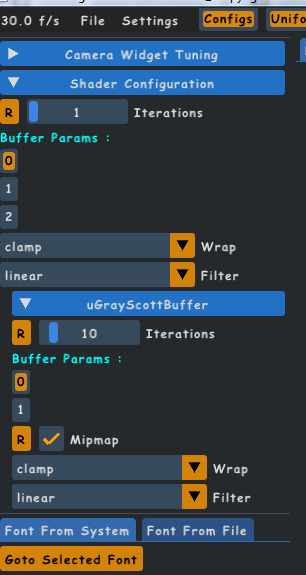 30.0 f/s File Settings Configs Unifo
Camera Widget Tuning
Shader Configuration
R 1 Iterations
Buffer Params :
0
1
2
clamp Wrap
linear Filter
uGrayScottBuffer
R 10 Iterations
Buffer Params :
0
1
R Mipmap
clamp Wrap
linear Filter
Font From System Font From File
Goto Selected Font